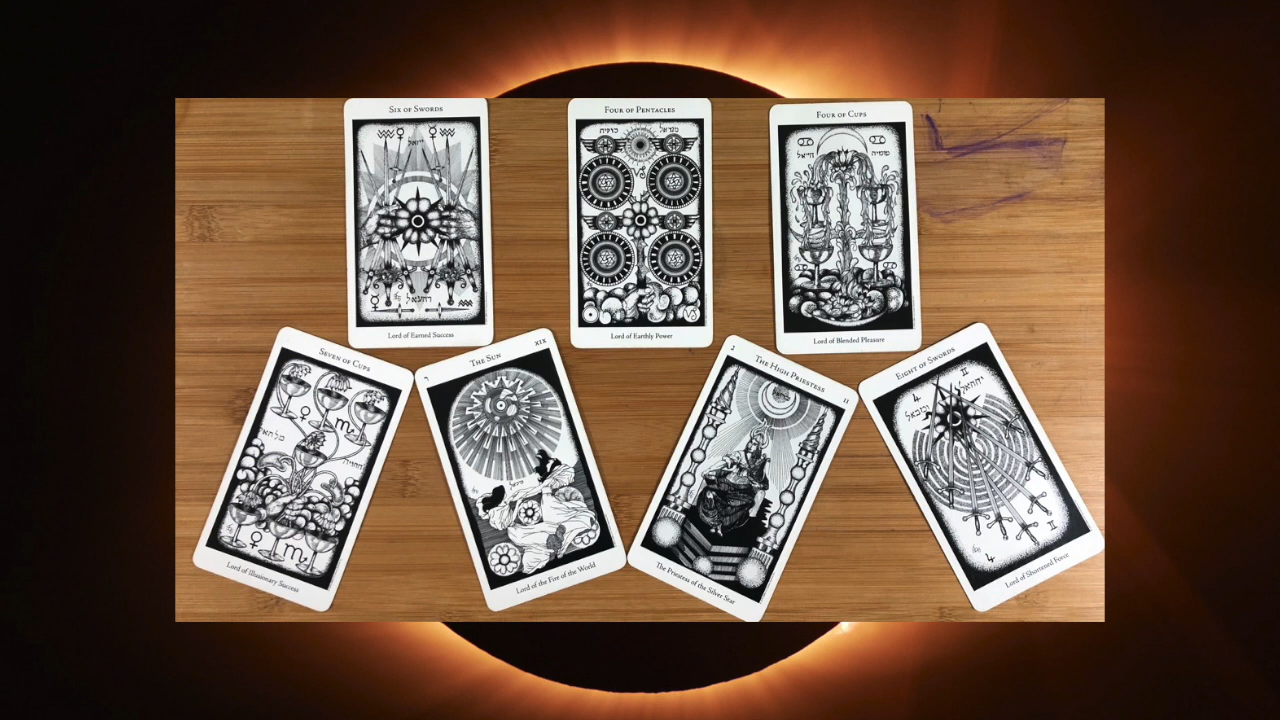 SIX OF SWORDS
Lord of Earned Success
FOUR OF PENTACLES
Lord of Earthly Power
FOUR OF CUPS
Lord of Blended Pleasure
SEVEN OF CUPS
Lord of Illusionary Success
THE SUN
XIX
Lord of the Fire of the World
THE HIGH PRIESTESS
II
The Priestess of the Silver Star
EIGHT OF SWORDS
Lord of Shortened Force